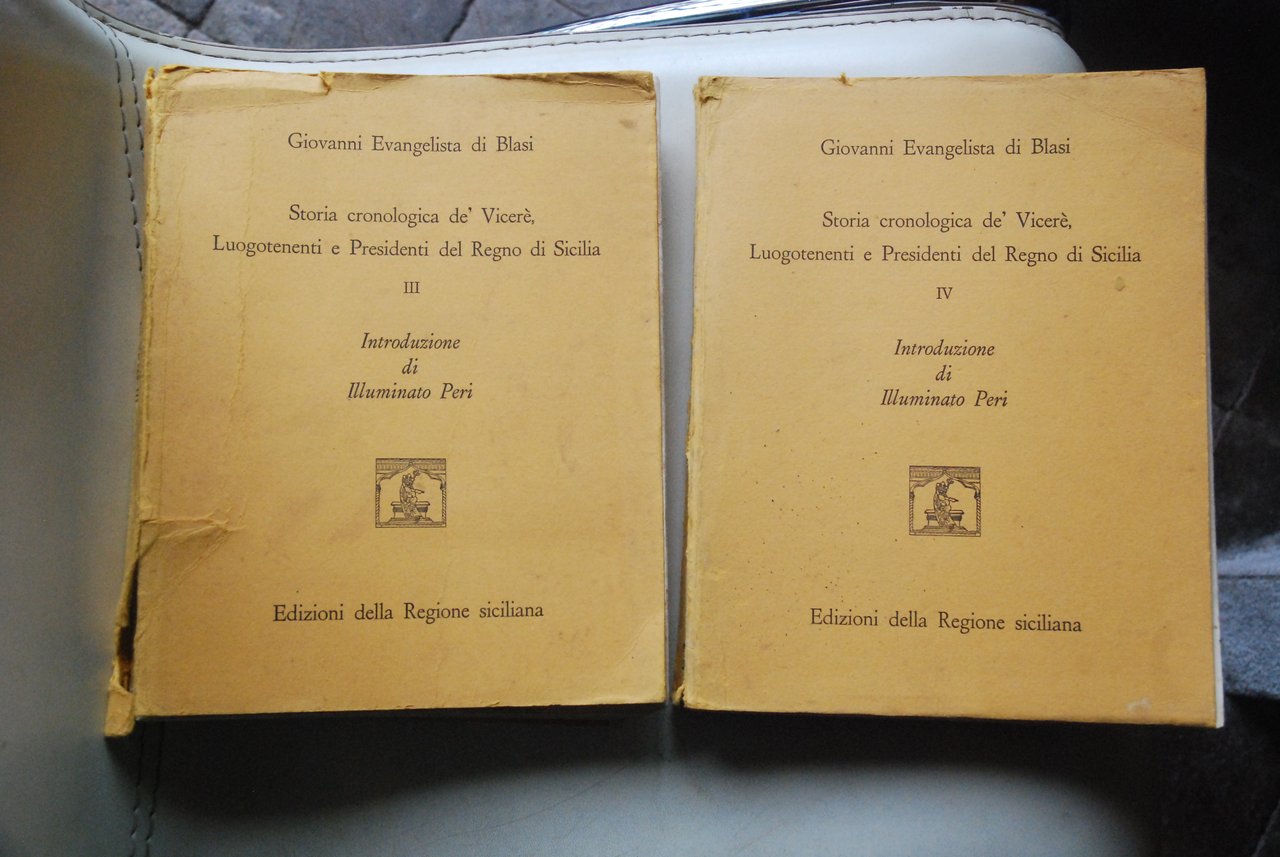 Giovanni Evangelista di Blasi
Storia cronologica de' Vicerè,
Luogotenenti e Presidenti del Regno di Sicilia
III
Introduzione
di
Illuminato Peri
Edizioni della Regione siciliana
Giovanni Evangelista di Blasi
Storia cronologica de' Vicerè,
Luogotenenti e Presidenti del Regno di Sicilia
IV
Introduzione
di
Illuminato Peri
Edizioni della Regione siciliana